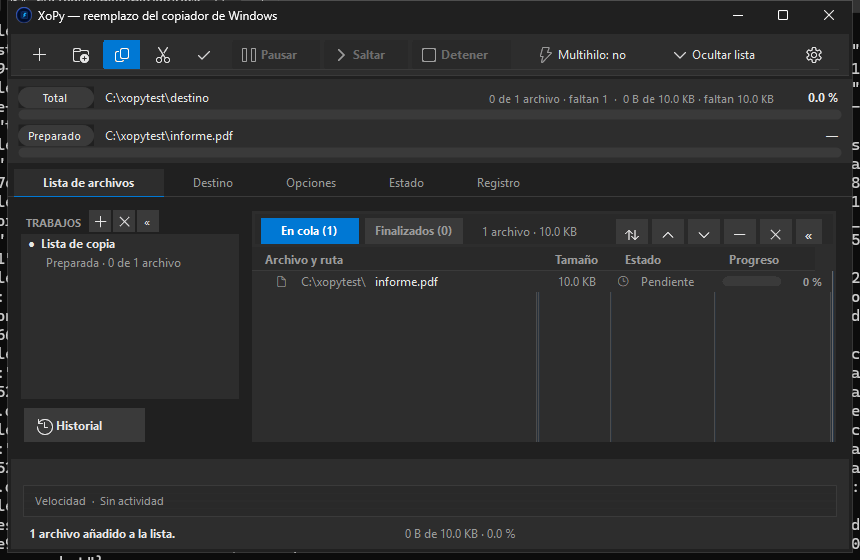 XoPy — reemplazo del copiador de Windows
Pausar Saltar Detener Multihilo: no Ocultar lista
Total C:\xopytest\destino 0 de 1 archivo · faltan 1 · 0 B de 10.0 KB · faltan 10.0 KB 0.0 %
Preparado C:\xopytest\informe.pdf —
Lista de archivos Destino Opciones Estado Registro
TRABAJOS + × «
En cola (1) Finalizados (0) 1 archivo · 10.0 KB «
• Lista de copia
Preparada · 0 de 1 archivo
Archivo y ruta Tamaño Estado Progreso
C:\xopytest\ informe.pdf 10.0 KB Pendiente 0 %
Historial
Velocidad · Sin actividad
1 archivo añadido a la lista. 0 B de 10.0 KB · 0.0 %